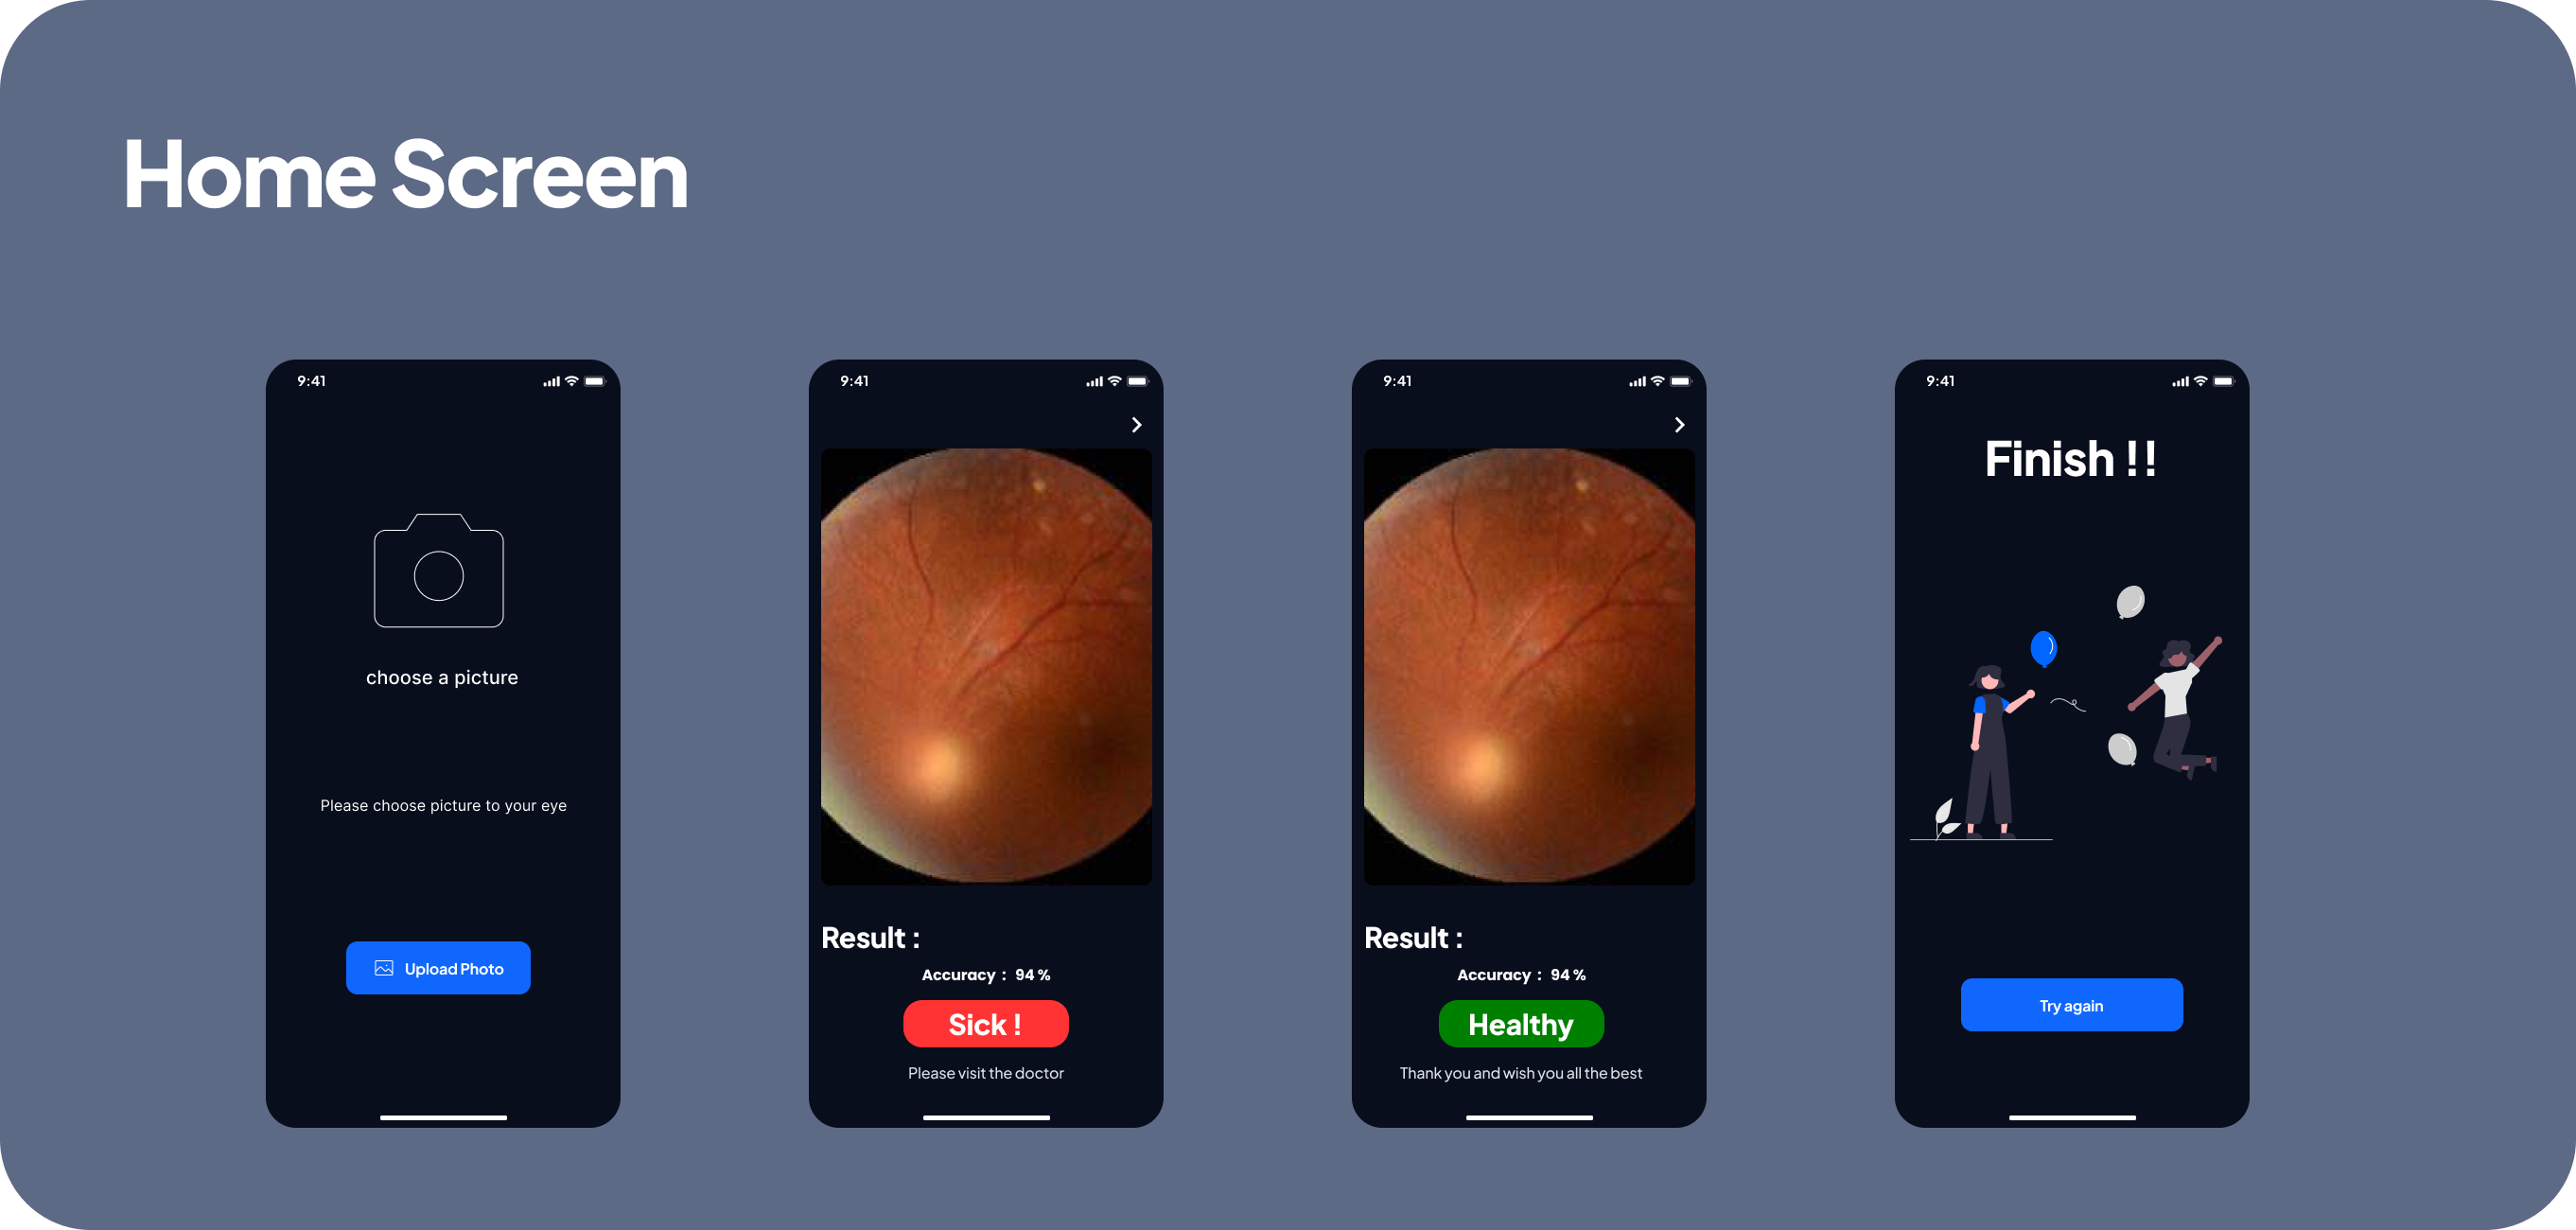 Home Screen
9:41
choose a picture
Please choose picture to your eye
Upload Photo
9:41
Result :
Accuracy : 94 %
Sick !
Please visit the doctor
9:41
Result :
Accuracy : 94 %
Healthy
Thank you and wish you all the best
9:41
Finish !!
Try again